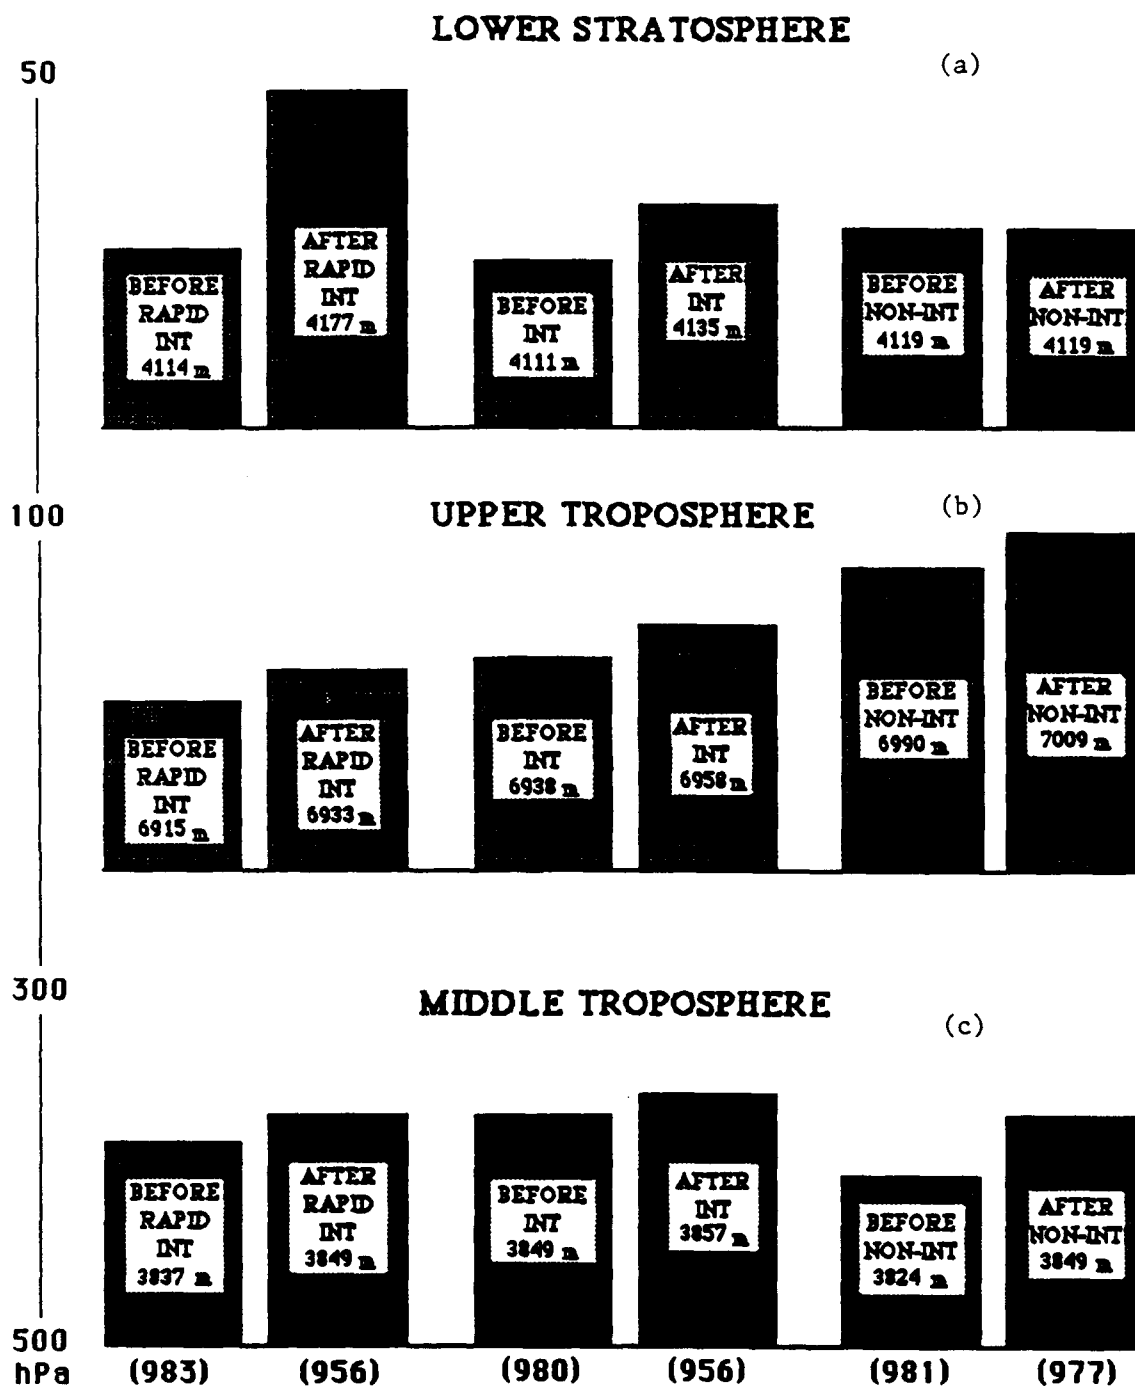 LOWER STRATOSPHERE
(a)
50
BEFORE
RAPID
INT
4114 m
AFTER
RAPID
INT
4177 m
BEFORE
INT
4111 m
AFTER
INT
4135 m
BEFORE
NON-INT
4119 m
AFTER
NON-INT
4119 m
100
UPPER TROPOSPHERE
(b)
BEFORE
RAPID
INT
6915 m
AFTER
RAPID
INT
6933 m
BEFORE
INT
6938 m
AFTER
INT
6958 m
BEFORE
NON-INT
6990 m
AFTER
NON-INT
7009 m
300
MIDDLE TROPOSPHERE
(c)
BEFORE
RAPID
INT
3837 m
AFTER
RAPID
INT
3849 m
BEFORE
INT
3849 m
AFTER
INT
3857 m
BEFORE
NON-INT
3824 m
AFTER
NON-INT
3849 m
500
hPa
(983) (956) (980) (956) (981) (977)